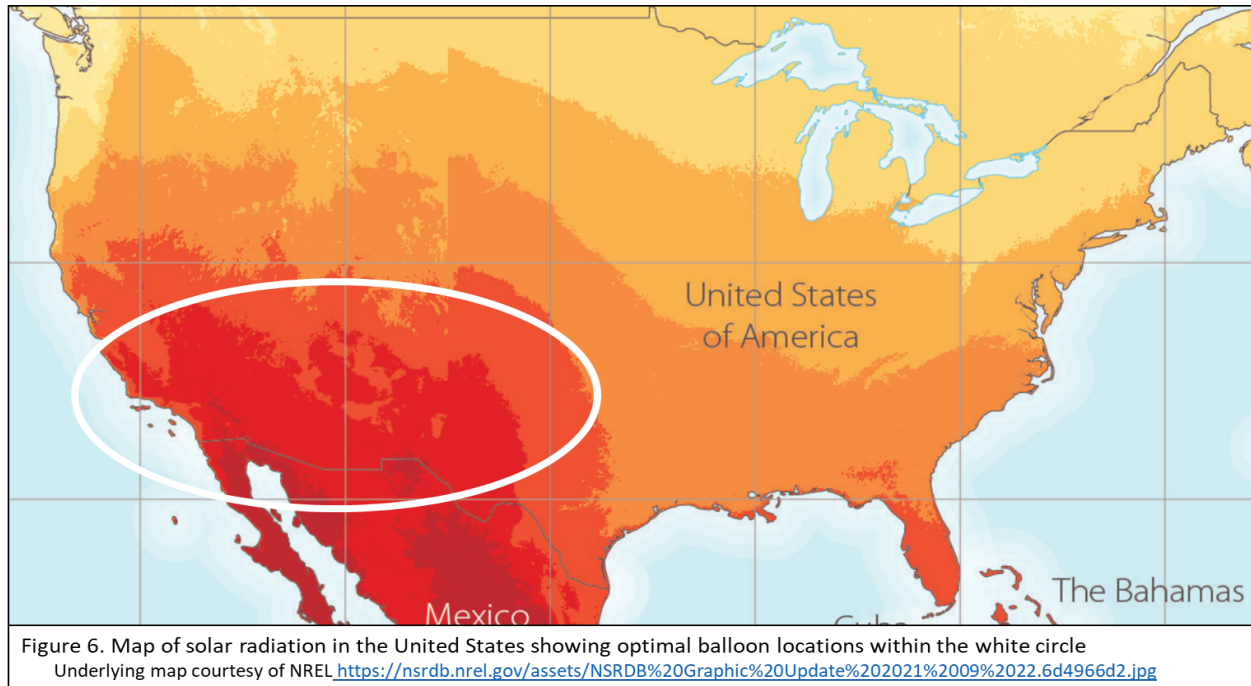 United States
of America
The Bahamas
Mexico
Cuba
Figure 6. Map of solar radiation in the United States showing optimal balloon locations within the white circle
Underlying map courtesy of NREL https://nsrdb.nrel.gov/assets/NSRDB%20Graphic%20Update%202021%2009%2022.6d4966d2.jpg